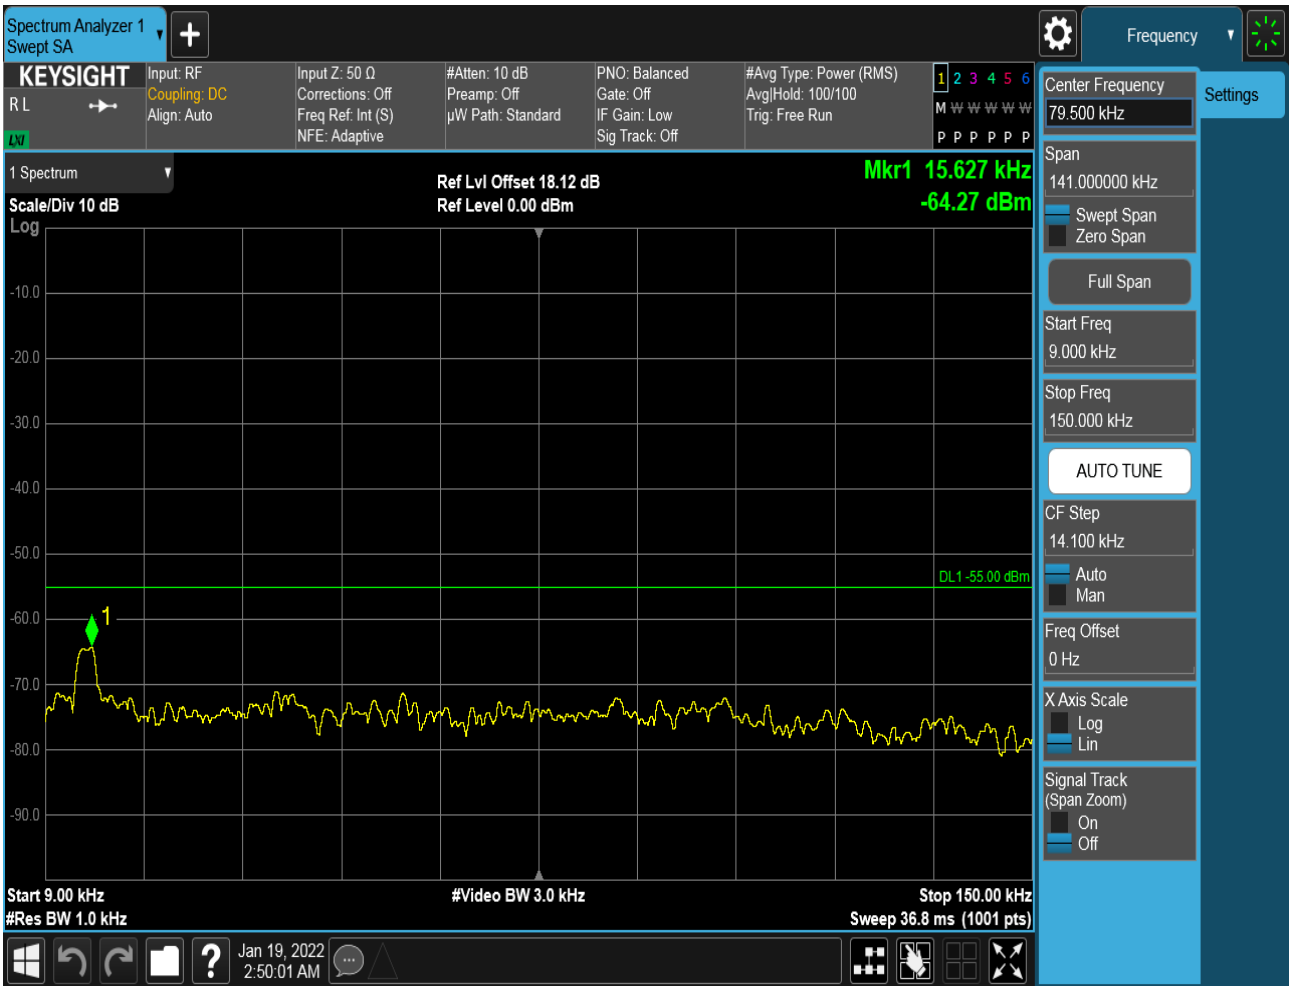 Spectrum Analyzer 1
Swept SA
Frequency
KEYSIGHT
R L
LXI
Input: RF
Coupling: DC
Align: Auto
Input Z: 50 Ω
Corrections: Off
Freq Ref: Int (S)
NFE: Adaptive
#Atten: 10 dB
Preamp: Off
µW Path: Standard
PNO: Balanced
Gate: Off
IF Gain: Low
Sig Track: Off
#Avg Type: Power (RMS)
Avg|Hold: 100/100
Trig: Free Run
1 2 3 4 5 6
M W W W W W
P P P P P P
1 Spectrum
Scale/Div 10 dB
Log
Ref Lvl Offset 18.12 dB
Ref Level 0.00 dBm
Mkr1 15.627 kHz
-64.27 dBm
-10.0
-20.0
-30.0
-40.0
-50.0
DL1 -55.00 dBm
-60.0
1
-70.0
-80.0
-90.0
Start 9.00 kHz
#Res BW 1.0 kHz
#Video BW 3.0 kHz
Stop 150.00 kHz
Sweep 36.8 ms (1001 pts)
Center Frequency
79.500 kHz
Settings
Span
141.000000 kHz
Swept Span
Zero Span
Full Span
Start Freq
9.000 kHz
Stop Freq
150.000 kHz
AUTO TUNE
CF Step
14.100 kHz
Auto
Man
Freq Offset
0 Hz
X Axis Scale
Log
Lin
Signal Track
(Span Zoom)
On
Off
?
Jan 19, 2022
2:50:01 AM